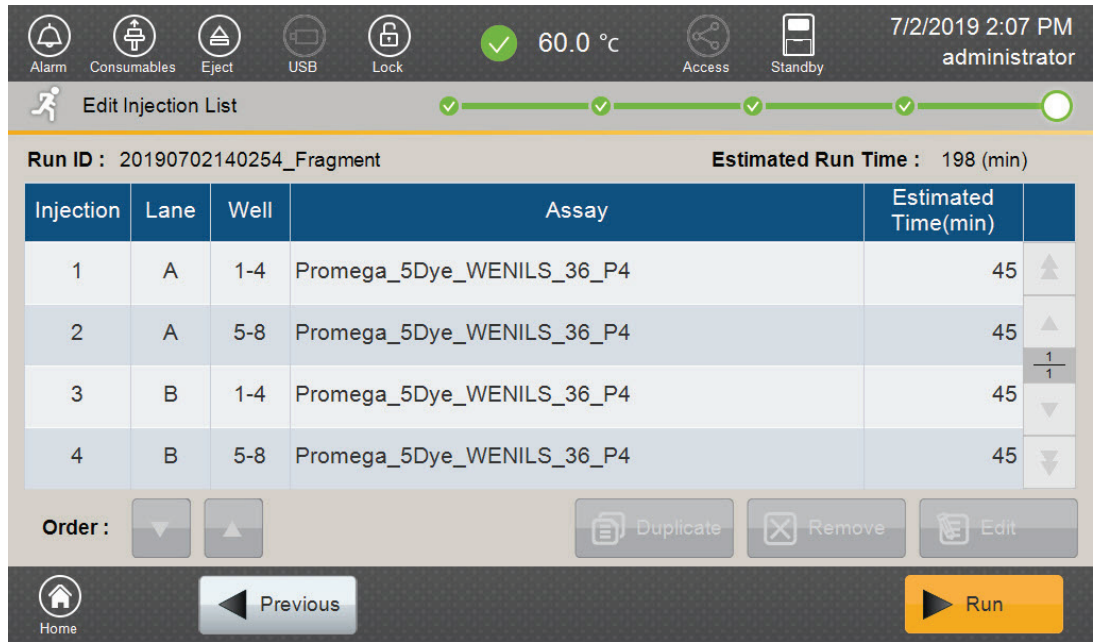 7/2/2019 2:07 PM
60.0 °c
administrator
Alarm Consumables Eject USB Lock Access Standby
Edit Injection List
Run ID : 20190702140254_Fragment Estimated Run Time : 198 (min)
Injection Lane Well Assay Estimated
Time(min)
1 A 1-4 Promega_5Dye_WENILS_36_P4 45
2 A 5-8 Promega_5Dye_WENILS_36_P4 45
1
1
3 B 1-4 Promega_5Dye_WENILS_36_P4 45
4 B 5-8 Promega_5Dye_WENILS_36_P4 45
Order : Duplicate Remove Edit
Previous Run
Home